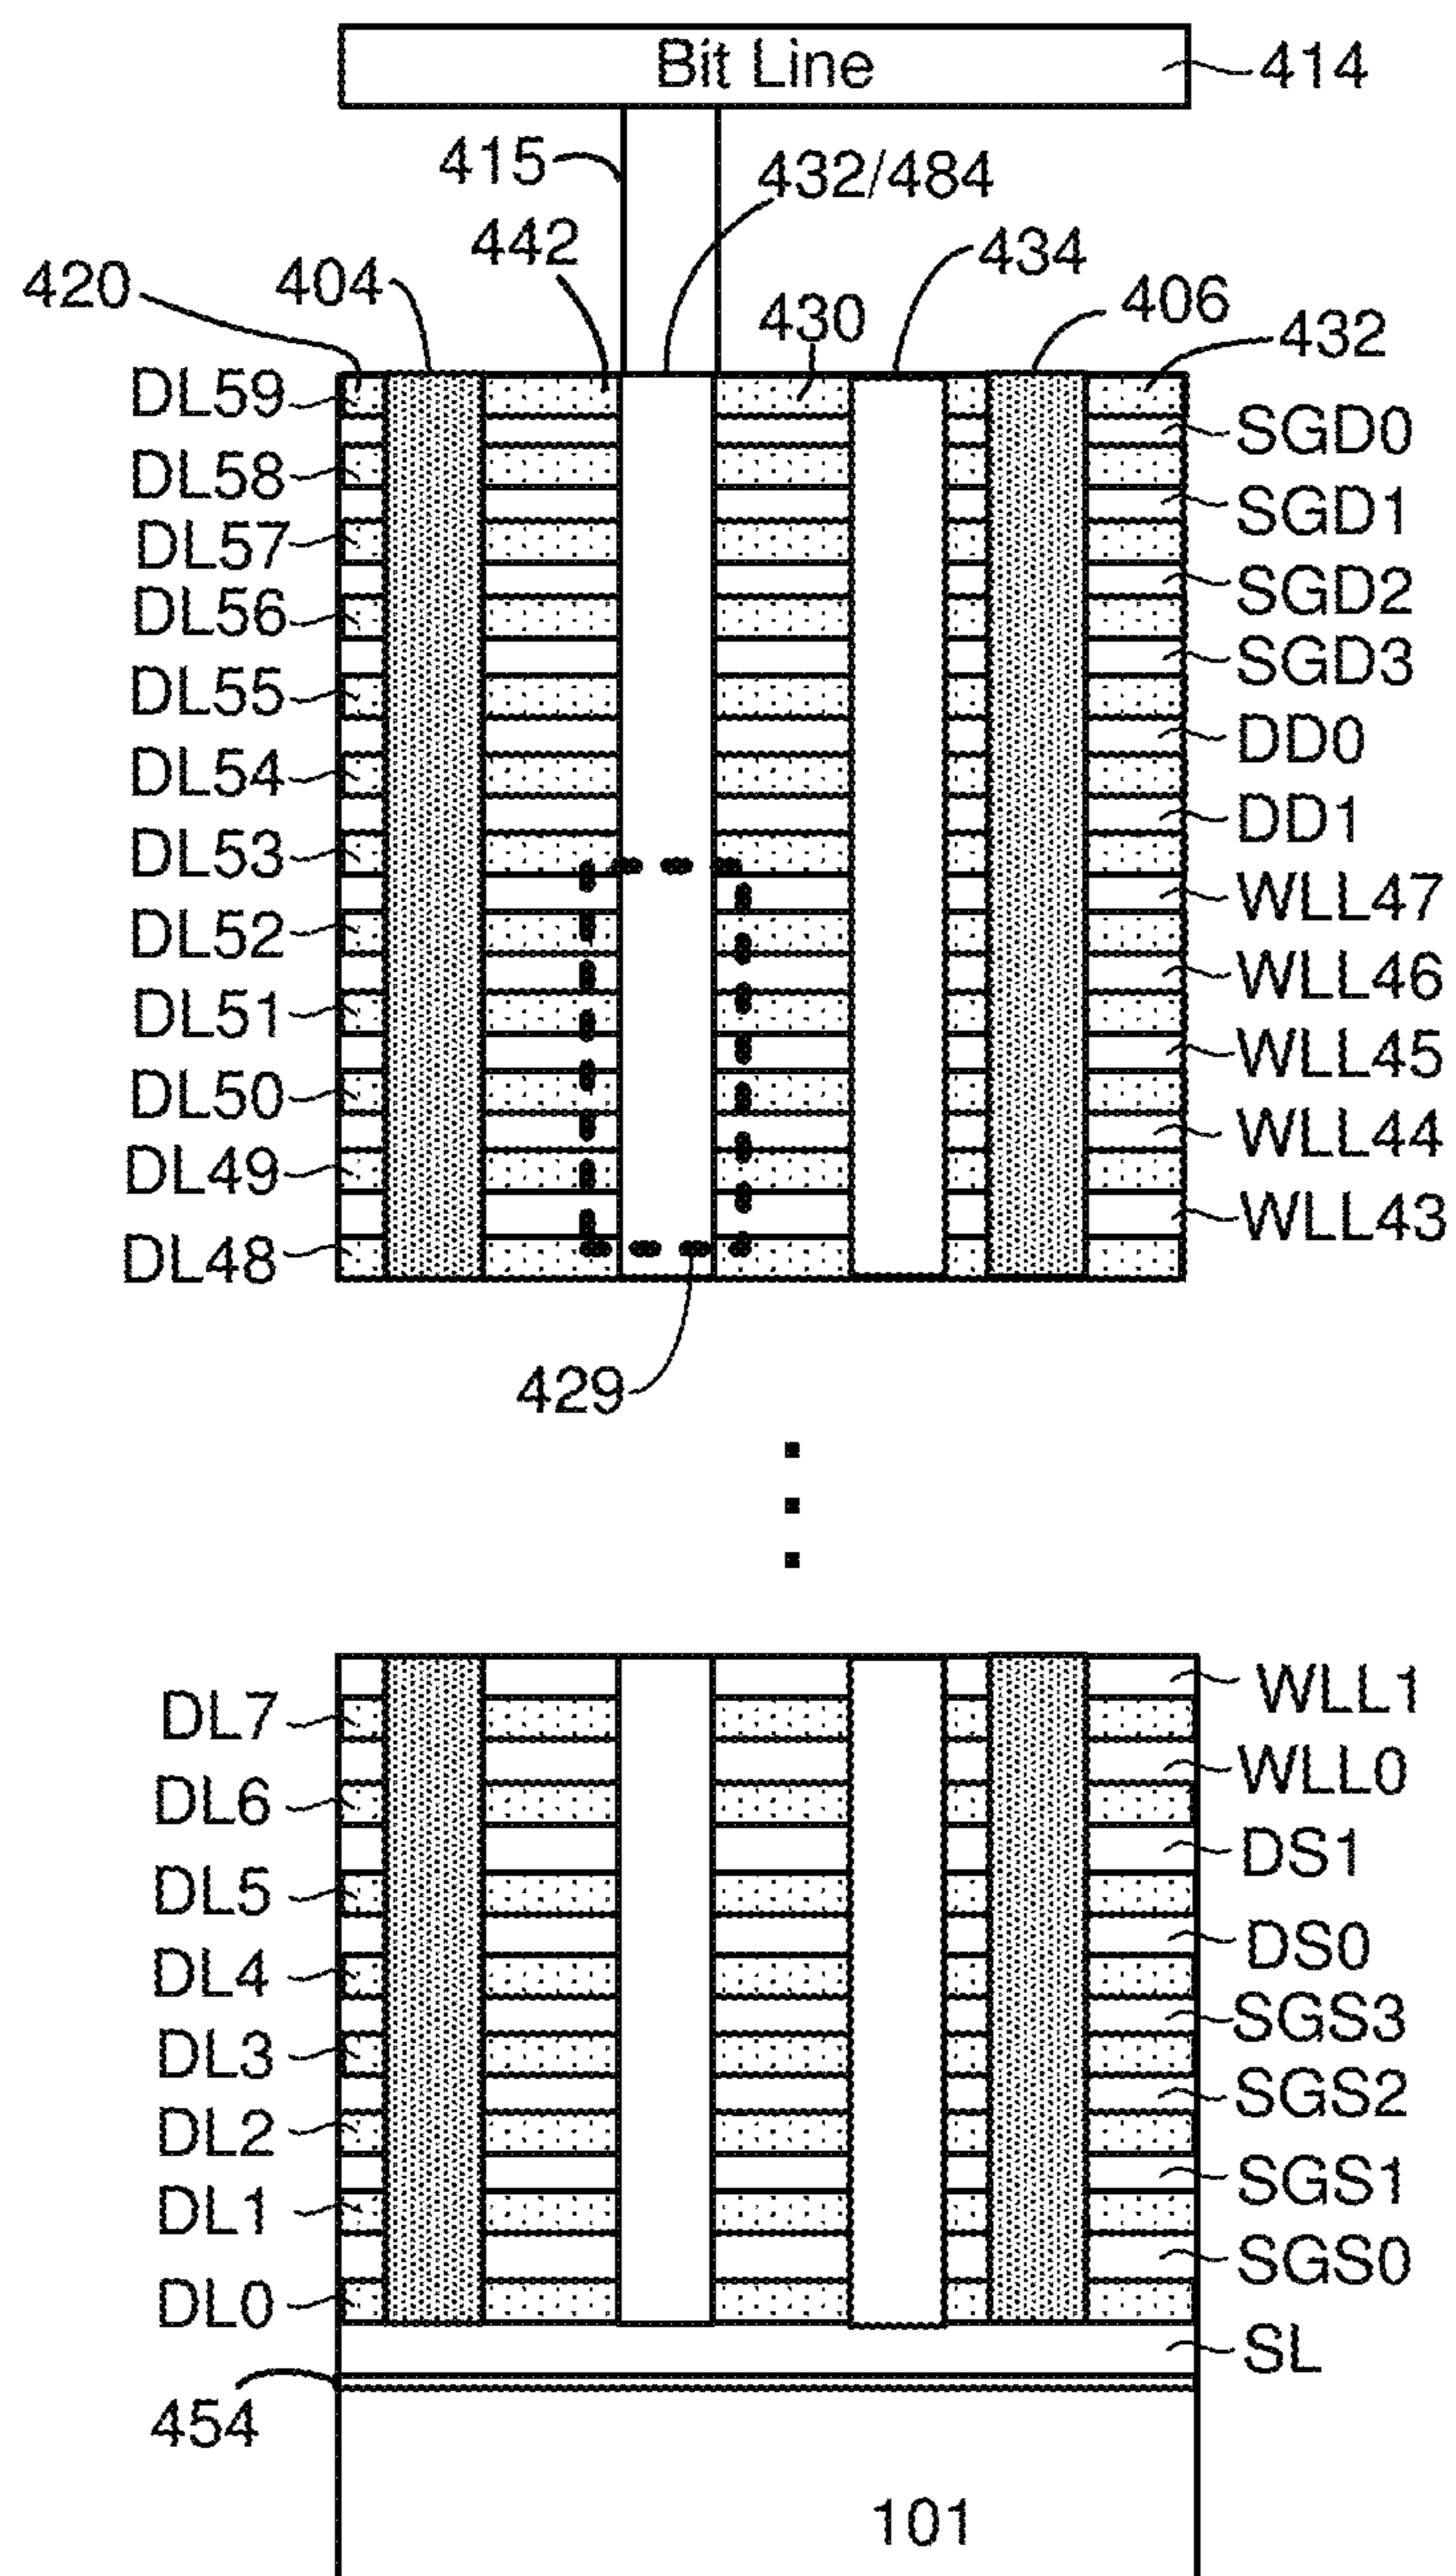 Bit Line
414
415
432/484
442
434
420
404
430
406
432
DL59
SGD0
DL58
SGD1
DL57
SGD2
DL56
SGD3
DL55
DD0
DL54
DD1
DL53
WLL47
DL52
WLL46
DL51
WLL45
DL50
WLL44
DL49
WLL43
DL48
429
WLL1
DL7
WLL0
DL6
DS1
DL5
DS0
DL4
SGS3
DL3
SGS2
DL2
SGS1
DL1
SGS0
DL0
SL
454
101